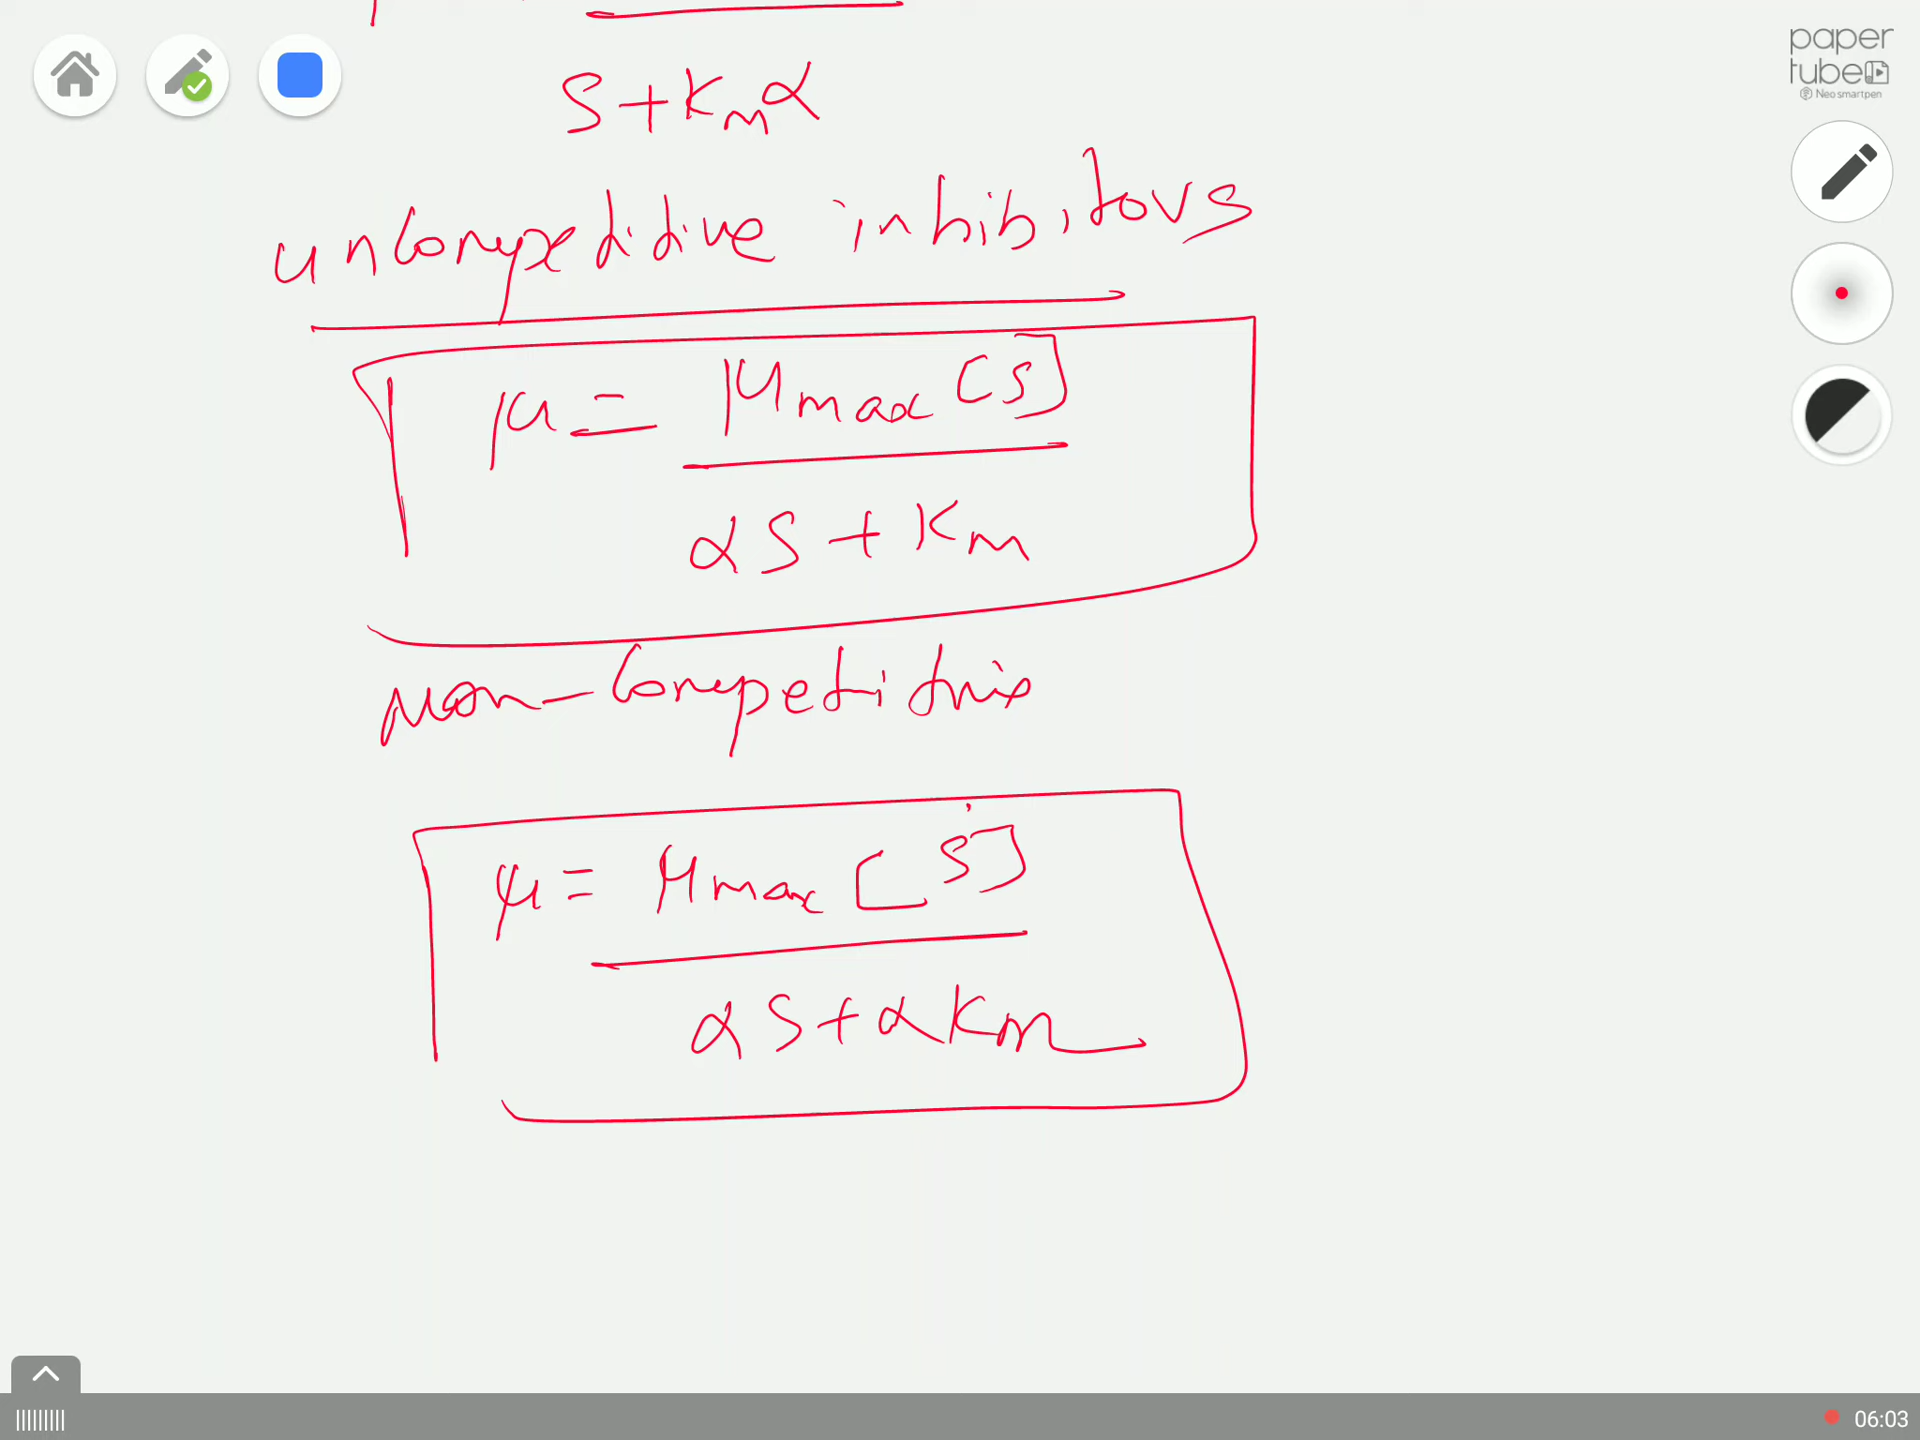 paper
tube
Neo smartpen
S+Kmα
uncompetitive inhibitors
μ = μmax [S]
αS + Km
Non-Competitive
μ = μmax [S]
αS+αKm
06:03